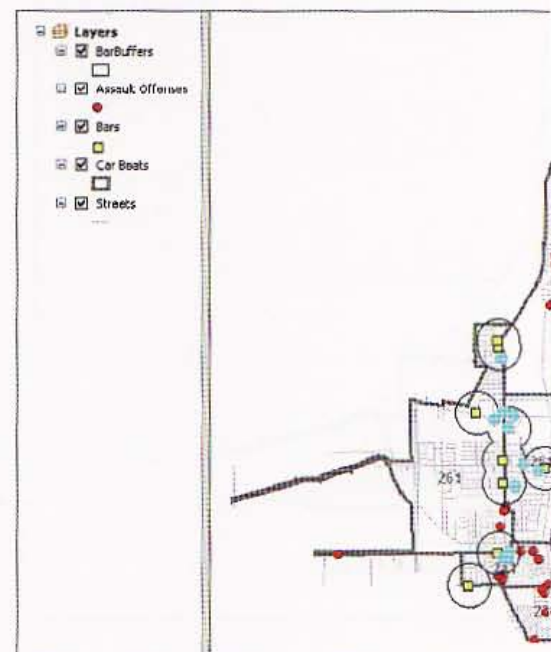 Layers
BarBuffers
Assault Offenses
Bars
Car Beats
Streets
261